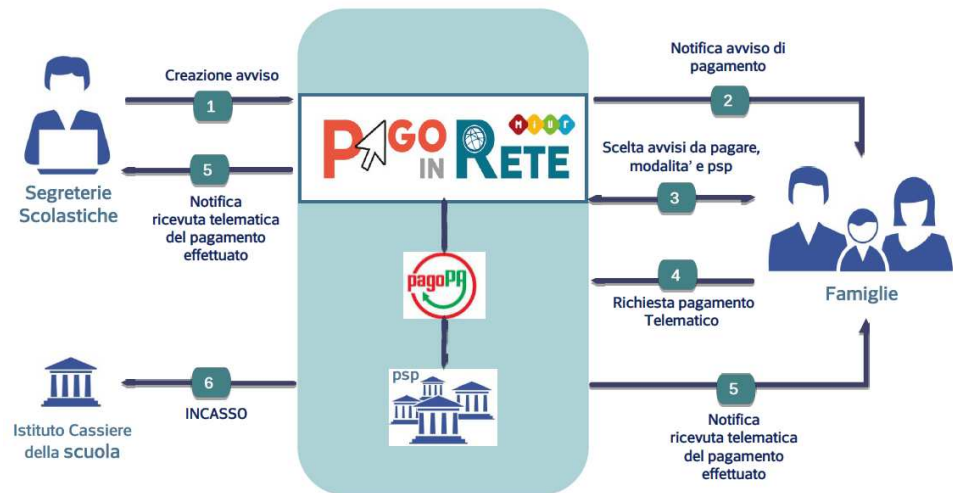 Creazione avviso
1
Segreterie
Scolastiche
5
Notifica
ricevuta telematica
del pagamento
effettuato
PAGO
IN RETE
MIUR
Notifica avviso di
pagamento
2
Scelta avvisi da pagare,
modalita' e psp
3
4
Richiesta pagamento
Telematico
Famiglie
pagoPA
psp
6
INCASSO
Istituto Cassiere
della scuola
5
Notifica
ricevuta telematica
del pagamento
effettuato